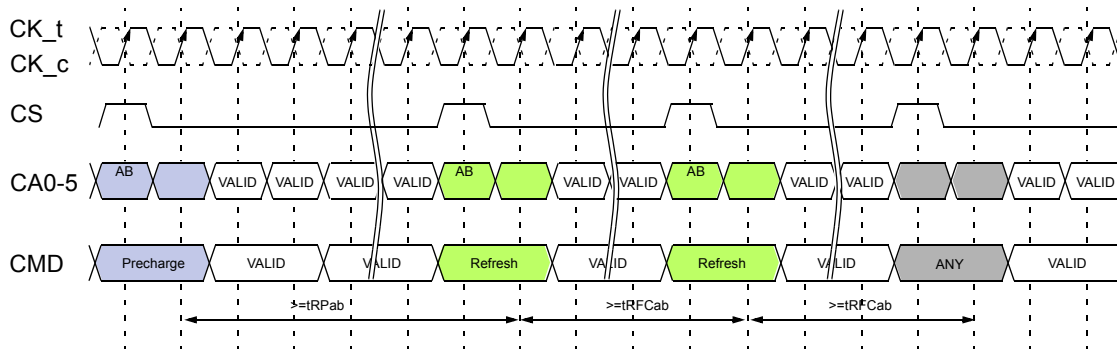 CK_t
CK_c
CS
CA0-5 AB VALID VALID VALID VALID AB VALID VALID AB VALID VALID VALID VALID
CMD Precharge VALID VALID Refresh VALID Refresh VALID ANY VALID
>=tRPab >=tRFCab >=tRFCab